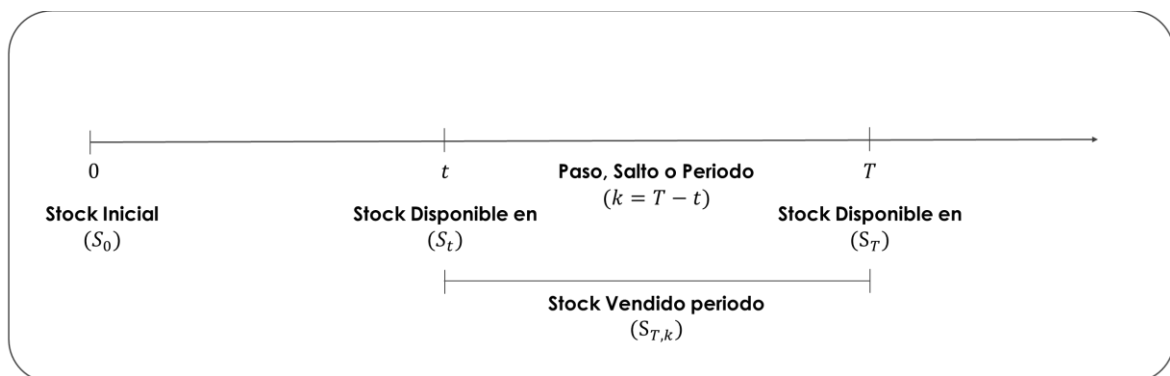 0
t
Paso, Salto o Periodo
T
(k = T − t)
Stock Inicial
Stock Disponible en
Stock Disponible en
(S₀)
(Sₜ)
(S_T)
Stock Vendido periodo
(S_{T,k})